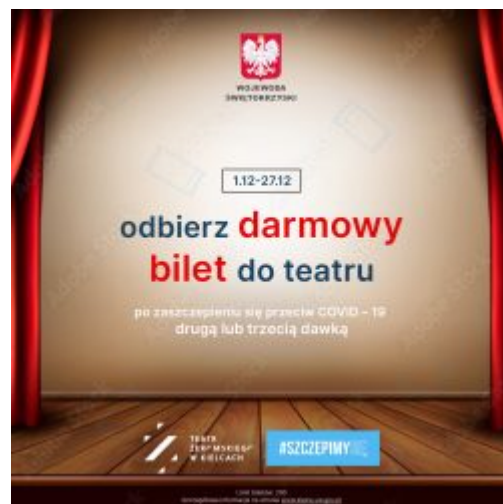 WOJEWODA
ŚWIĘTOKRZYSKI
1.12-27.12
odbierz darmowy
bilet do teatru
po zaszczepieniu się przeciw COVID – 19
drugą lub trzecią dawką
TEATR
ŻEROMSKIEGO
W KIELCACH
#SZCZEPIMYSIĘ